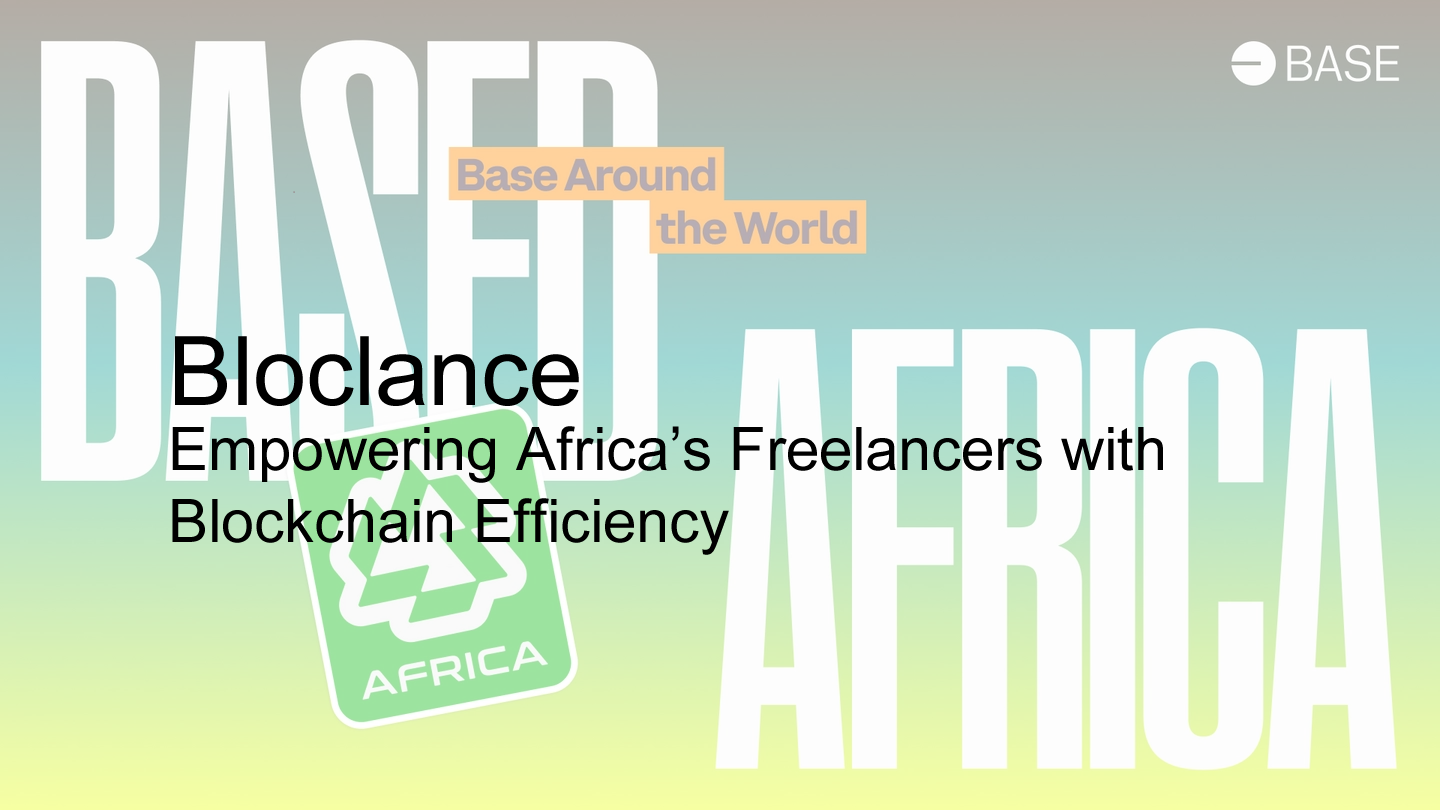 BASED
BASE
Base Around
the World
Bloclance
Empowering Africa’s Freelancers with
Blockchain Efficiency
AFRICA
AFRICA